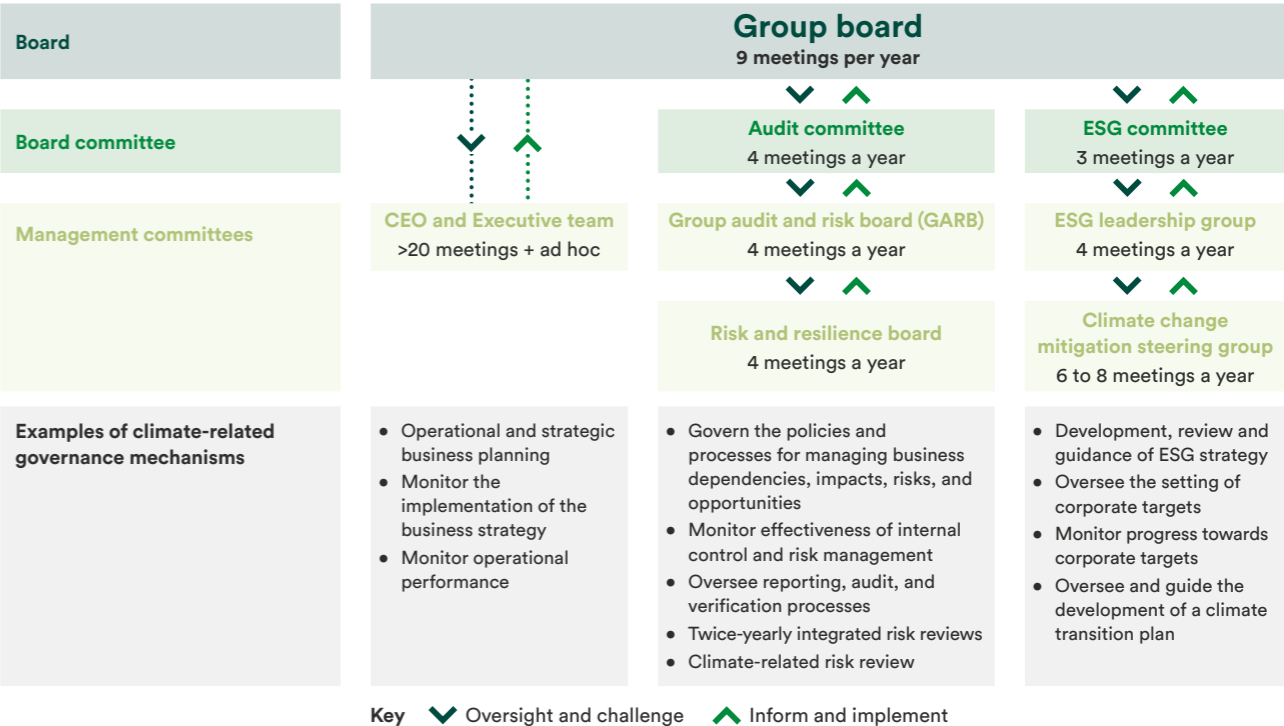 Board
Group board
9 meetings per year
Board committee
Audit committee
4 meetings a year
ESG committee
3 meetings a year
Management committees
CEO and Executive team
>20 meetings + ad hoc
Group audit and risk board (GARB)
4 meetings a year
ESG leadership group
4 meetings a year
Risk and resilience board
4 meetings a year
Climate change
mitigation steering group
6 to 8 meetings a year
Examples of climate-related
governance mechanisms
• Operational and strategic
business planning
• Monitor the
implementation of the
business strategy
• Monitor operational
performance
• Govern the policies and
processes for managing business
dependencies, impacts, risks, and
opportunities
• Monitor effectiveness of internal
control and risk management
• Oversee reporting, audit, and
verification processes
• Twice-yearly integrated risk reviews
• Climate-related risk review
• Development, review and
guidance of ESG strategy
• Oversee the setting of
corporate targets
• Monitor progress towards
corporate targets
• Oversee and guide the
development of a climate
transition plan
Key Oversight and challenge Inform and implement